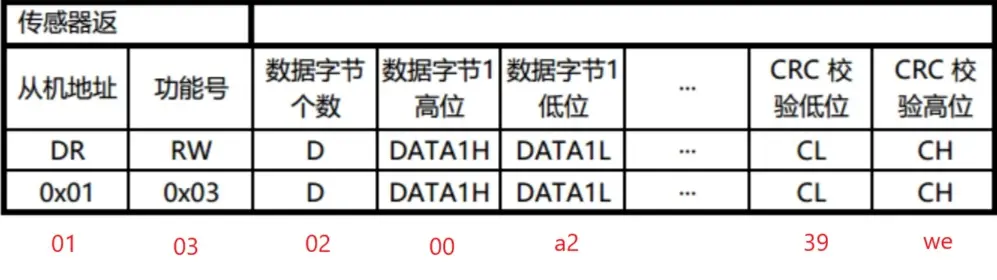 传感器返
从机地址 功能号 数据字节个数 数据字节1高位 数据字节1低位 ... CRC 校验低位 CRC 校验高位
DR RW D DATA1H DATA1L ... CL CH
0x01 0x03 D DATA1H DATA1L ... CL CH
01 03 02 00 a2 39 we